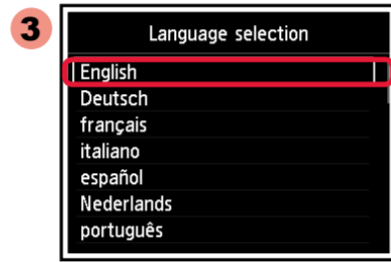 3
Language selection
English
Deutsch
français
italiano
español
Nederlands
português